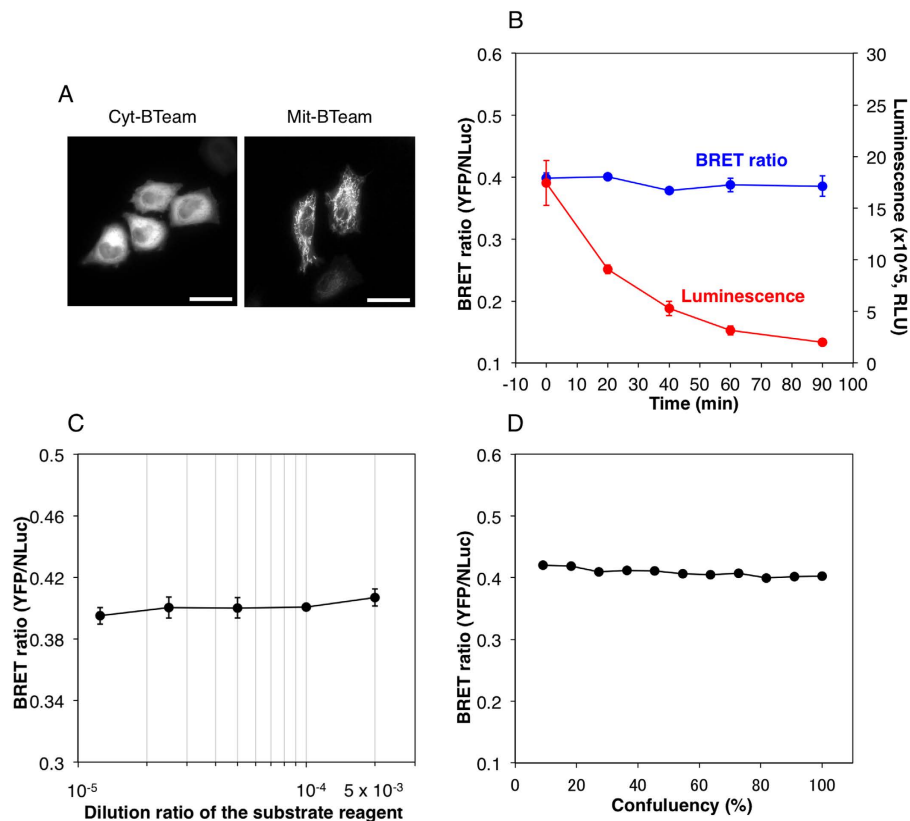 A
Cyt-BTeam
Mit-BTeam
B
0.6
0.5
0.4
0.3
0.2
0.1
BRET ratio (YFP/NLuc)
BRET ratio
Luminescence
30
25
20
15
10
5
0
Luminescence (x10^5, RLU)
-10 0 10 20 30 40 50 60 70 80 90 100
Time (min)
C
0.5
0.46
0.42
0.38
0.34
0.3
BRET ratio (YFP/NLuc)
10-5 10-4 5 x 10-3
Dilution ratio of the substrate reagent
D
0.6
0.5
0.4
0.3
0.2
0.1
BRET ratio (YFP/NLuc)
0 20 40 60 80 100
Confuluency (%)